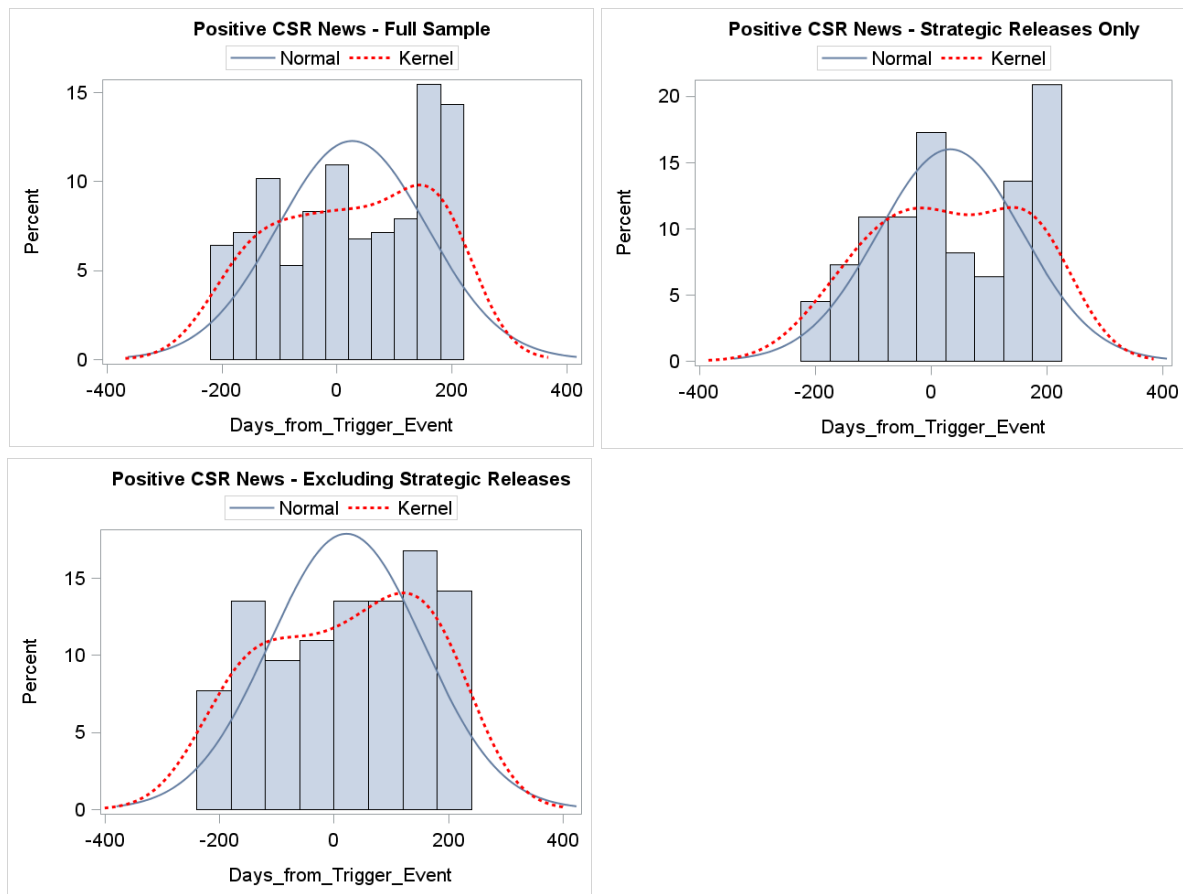 Positive CSR News - Full Sample
Normal Kernel
15
10
5
0
Percent
-400 -200 0 200 400
Days_from_Trigger_Event
Positive CSR News - Strategic Releases Only
Normal Kernel
20
15
10
5
0
Percent
-400 -200 0 200 400
Days_from_Trigger_Event
Positive CSR News - Excluding Strategic Releases
Normal Kernel
15
10
5
0
Percent
-400 -200 0 200 400
Days_from_Trigger_Event